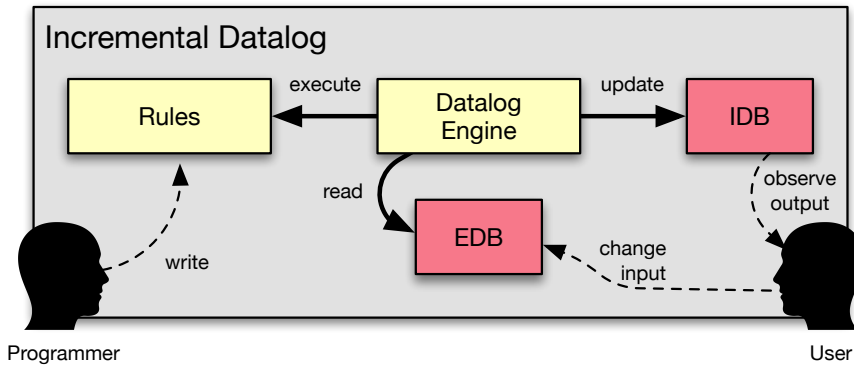 Incremental Datalog
execute
update
Rules
Datalog
Engine
IDB
read
observe
output
EDB
change
input
write
Programmer
User